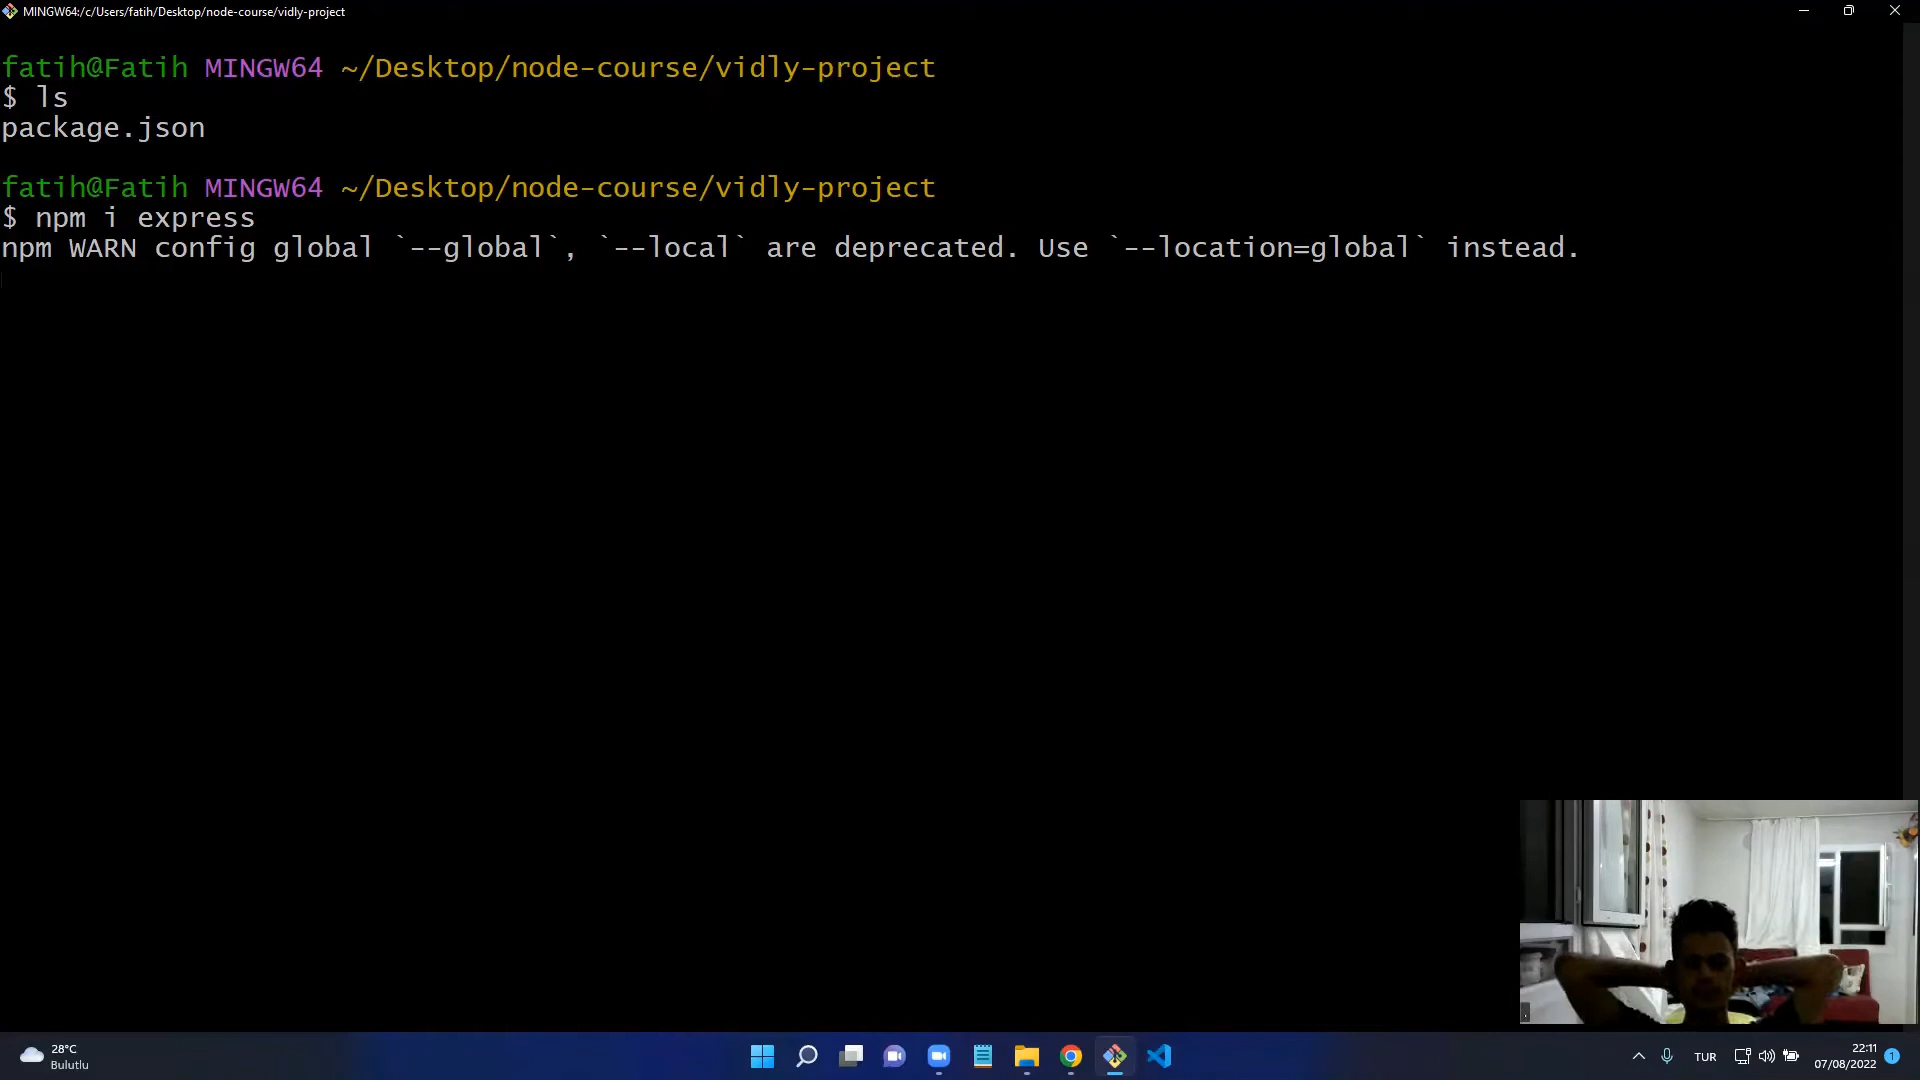 MINGW64:/c/Users/fatih/Desktop/node-course/vidly-project
fatih@Fatih MINGW64 ~/Desktop/node-course/vidly-project
$ ls
package.json
fatih@Fatih MINGW64 ~/Desktop/node-course/vidly-project
$ npm i express
npm WARN config global `--global`, `--local` are deprecated. Use `--location=global` instead.
28°C
Bulutlu
TUR
22:11
07/08/2022
1